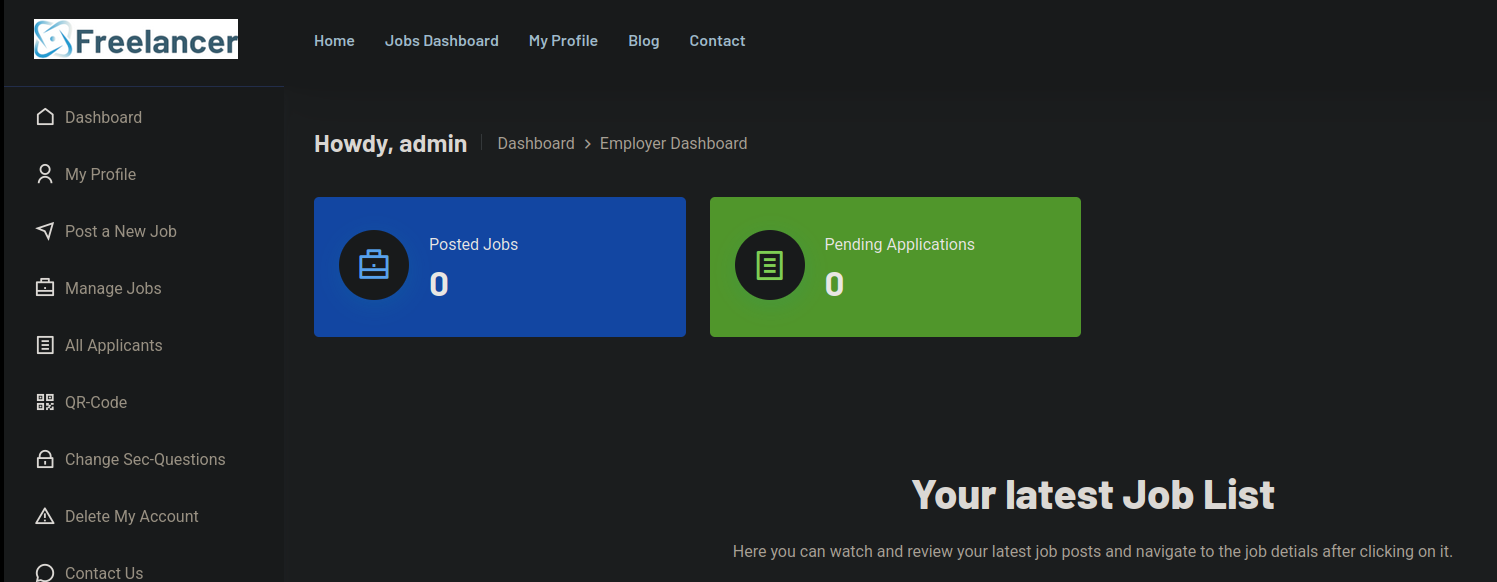 Freelancer
Home Jobs Dashboard My Profile Blog Contact
Dashboard
My Profile
Post a New Job
Manage Jobs
All Applicants
QR-Code
Change Sec-Questions
Delete My Account
Contact Us
Howdy, admin Dashboard > Employer Dashboard
Posted Jobs
0
Pending Applications
0
Your latest Job List
Here you can watch and review your latest job posts and navigate to the job detials after clicking on it.